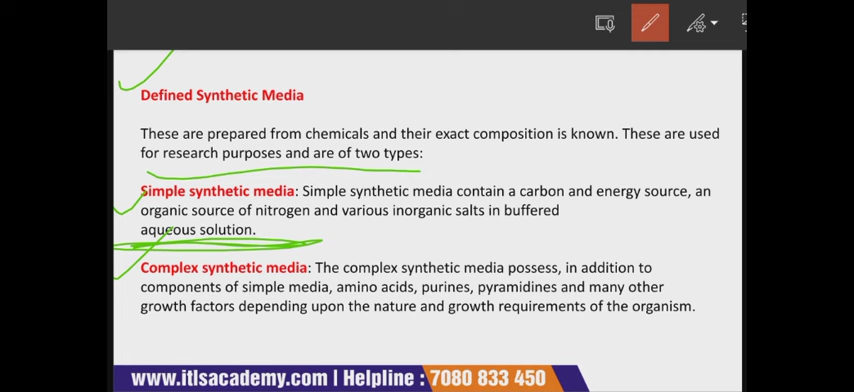 Defined Synthetic Media
These are prepared from chemicals and their exact composition is known. These are used
for research purposes and are of two types:
Simple synthetic media: Simple synthetic media contain a carbon and energy source, an
organic source of nitrogen and various inorganic salts in buffered
aqueous solution.
Complex synthetic media: The complex synthetic media possess, in addition to
components of simple media, amino acids, purines, pyramidines and many other
growth factors depending upon the nature and growth requirements of the organism.
www.itlsacademy.com | Helpline : 7080 833 450